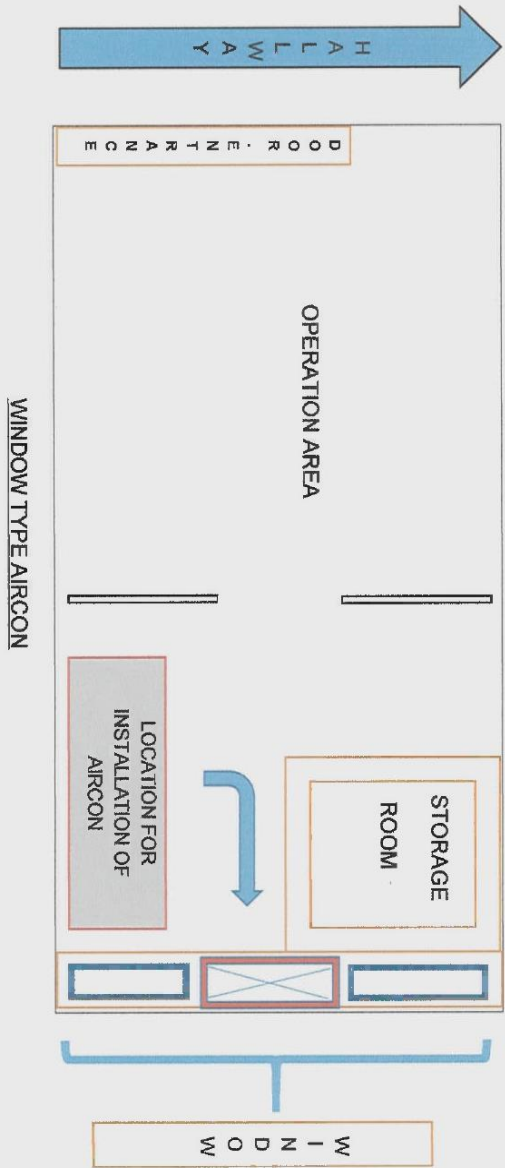 HALLWAY
DOOR - ENTRANCE
OPERATION AREA
STORAGE
ROOM
LOCATION FOR
INSTALLATION OF
AIRCON
WINDOW
WINDOW TYPE AIRCON